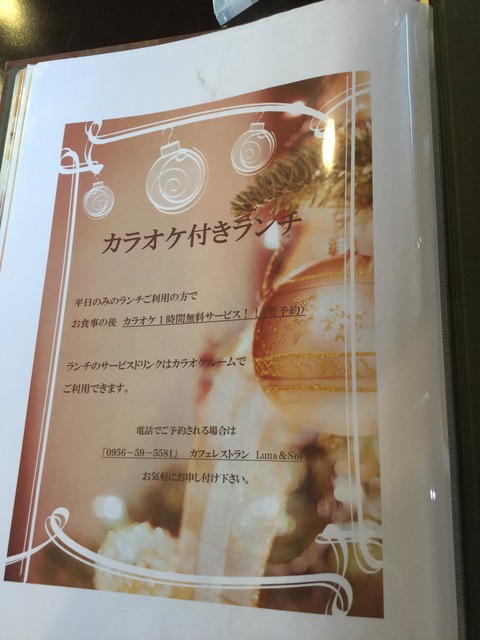 カラオケ付きランチ
平日のみのランチご利用の方で
お食事の後 カラオケ1時間無料サービス!!(要予約)
ランチのサービスドリンクはカラオケルームで
ご利用できます。
電話でご予約される場合は
「0956-59-5581」 カフェレストラン Luna&Sol
お気軽にお申し付け下さい。